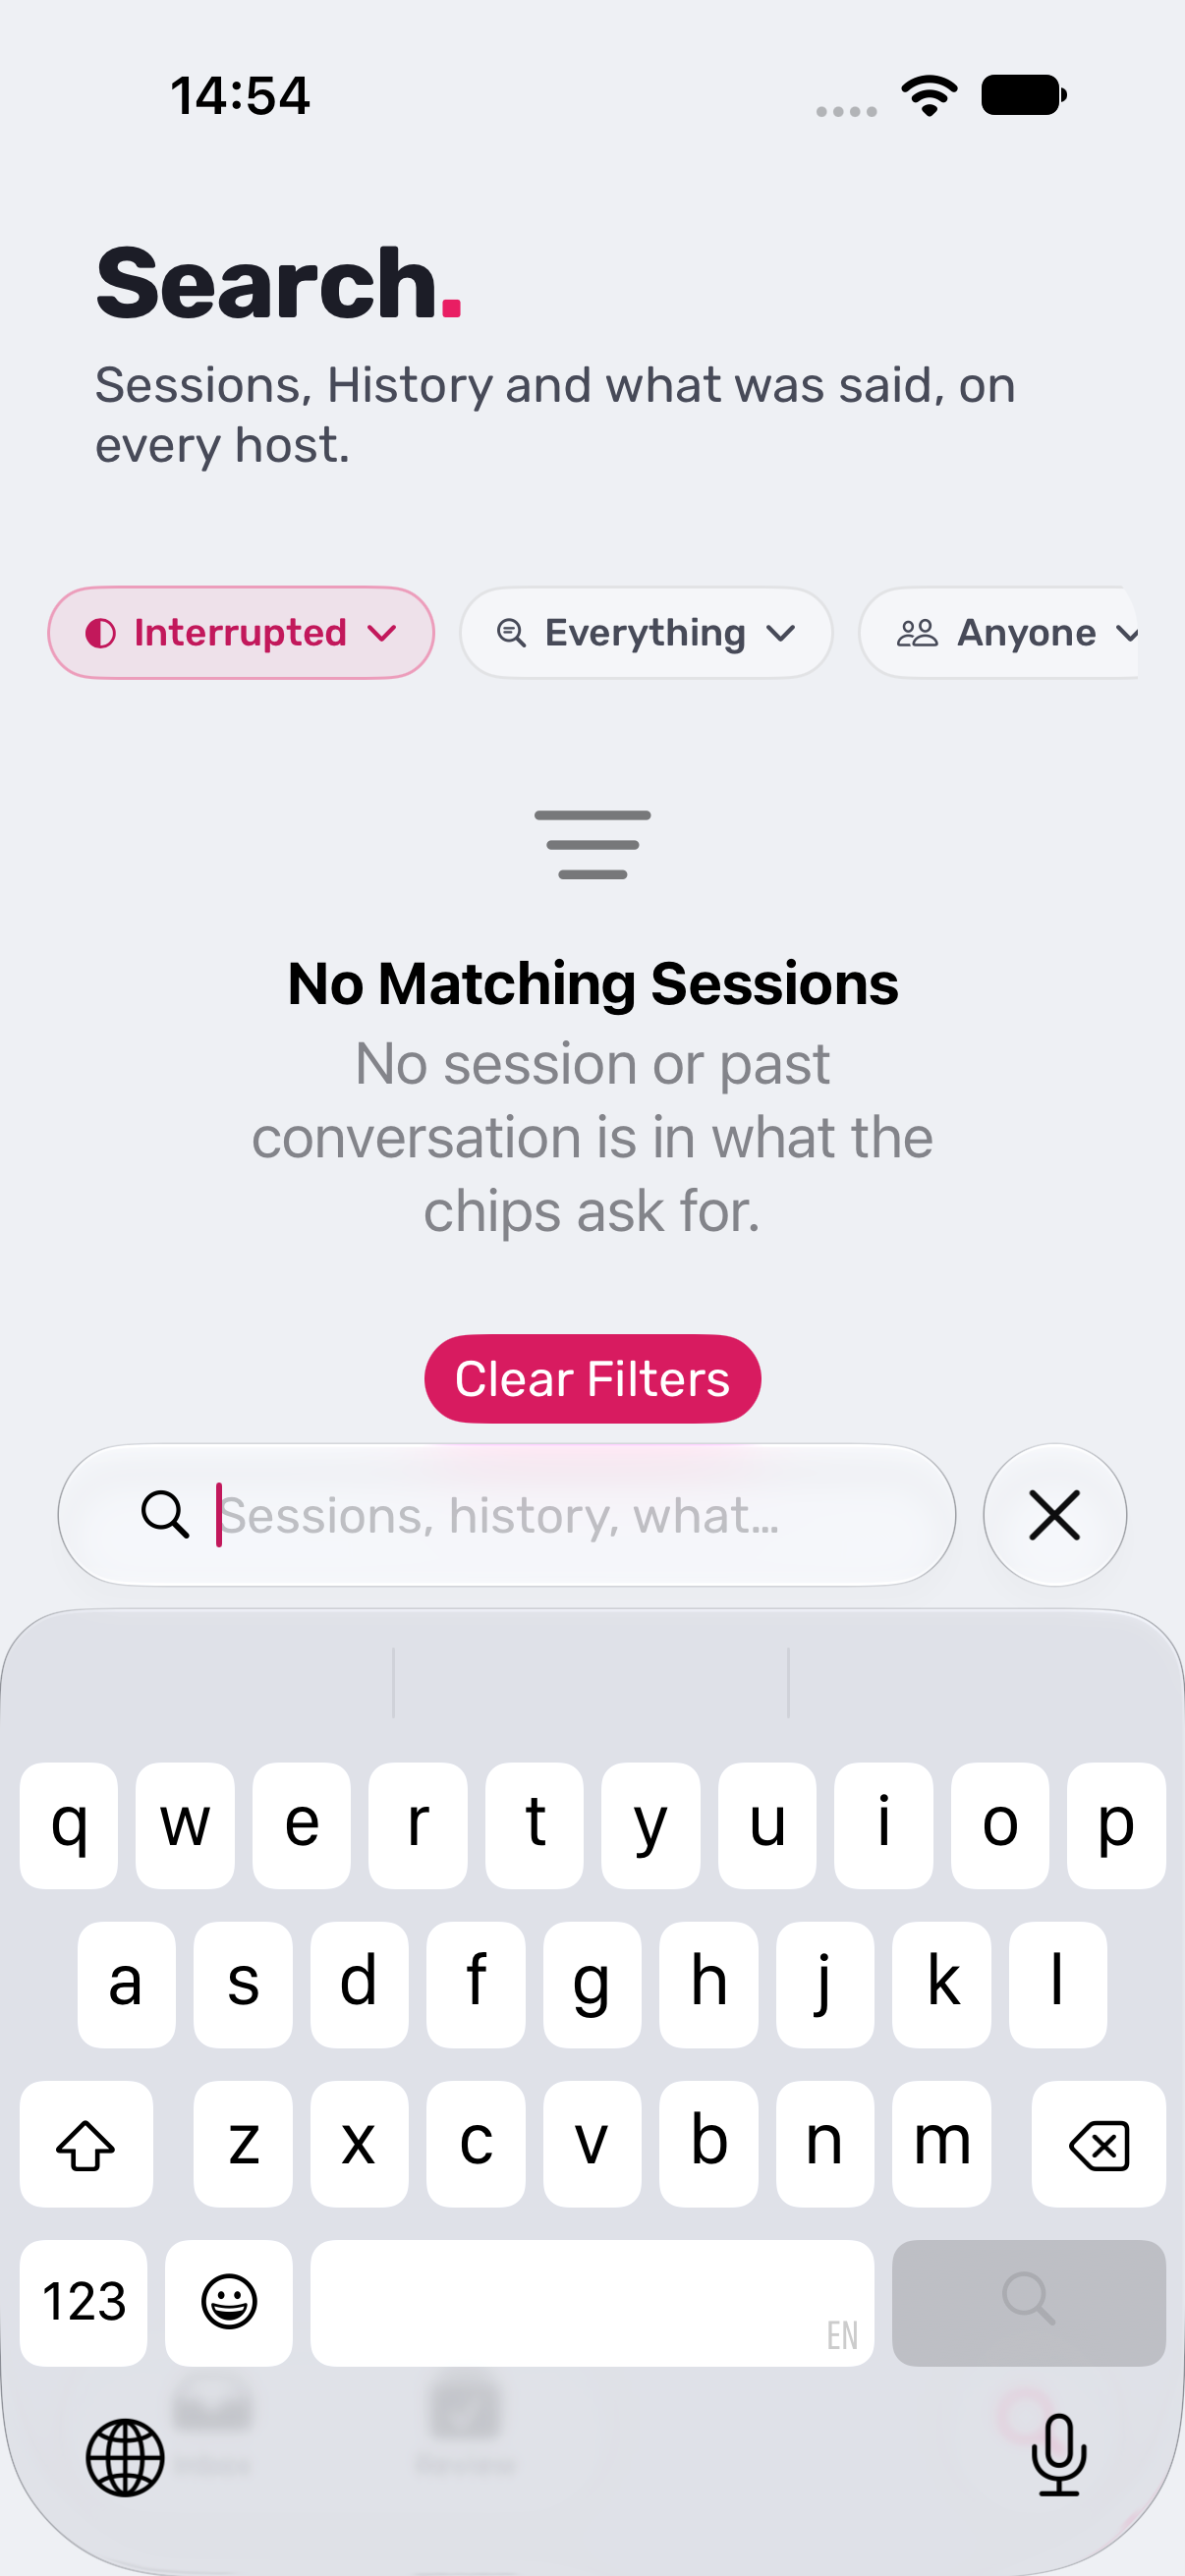 14:54
Search.
Sessions, History and what was said, on
every host.
Interrupted
Everything
Anyone
No Matching Sessions
No session or past
conversation is in what the
chips ask for.
Clear Filters
Sessions, history, what…
q w e r t y u i o p
a s d f g h j k l
z x c v b n m
123
EN